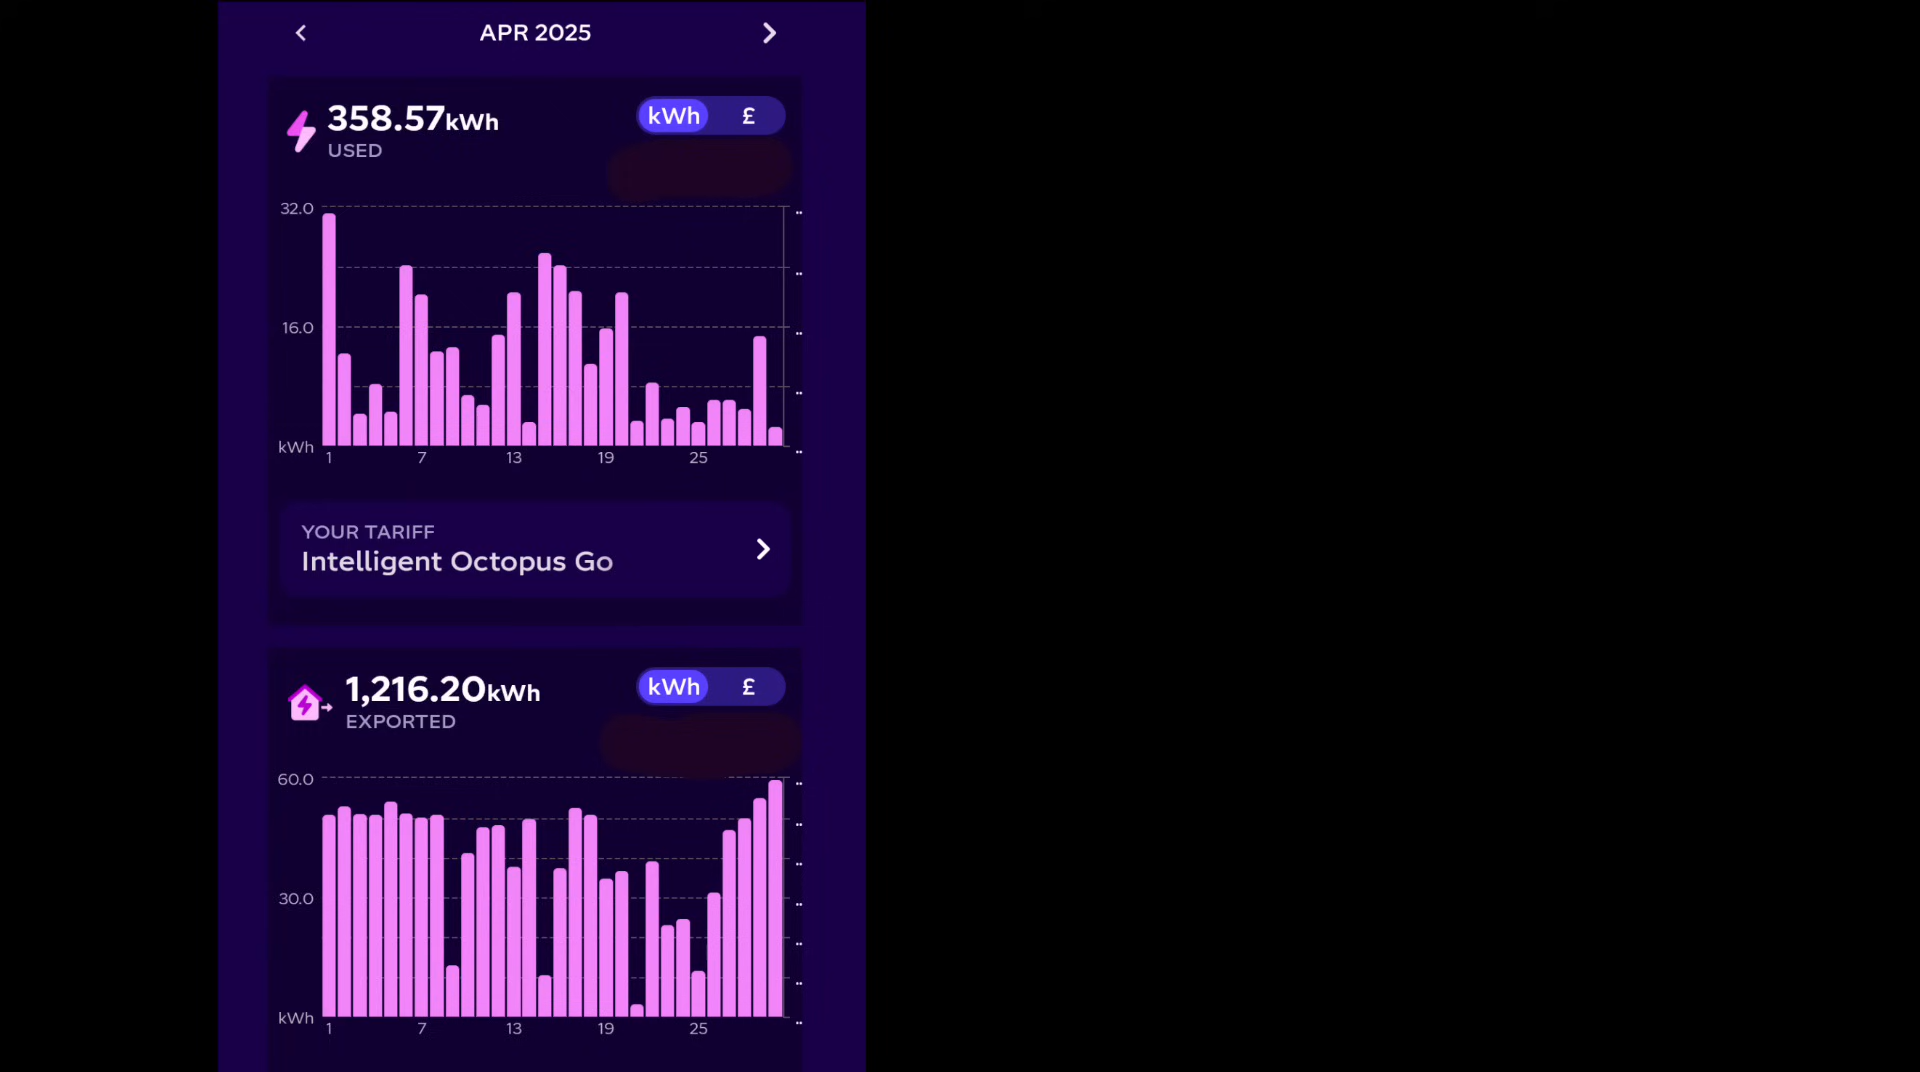 APR 2025
358.57kWh
USED
kWh £
32.0
16.0
kWh
1 7 13 19 25
YOUR TARIFF
Intelligent Octopus Go
1,216.20kWh
EXPORTED
kWh £
60.0
30.0
kWh
1 7 13 19 25